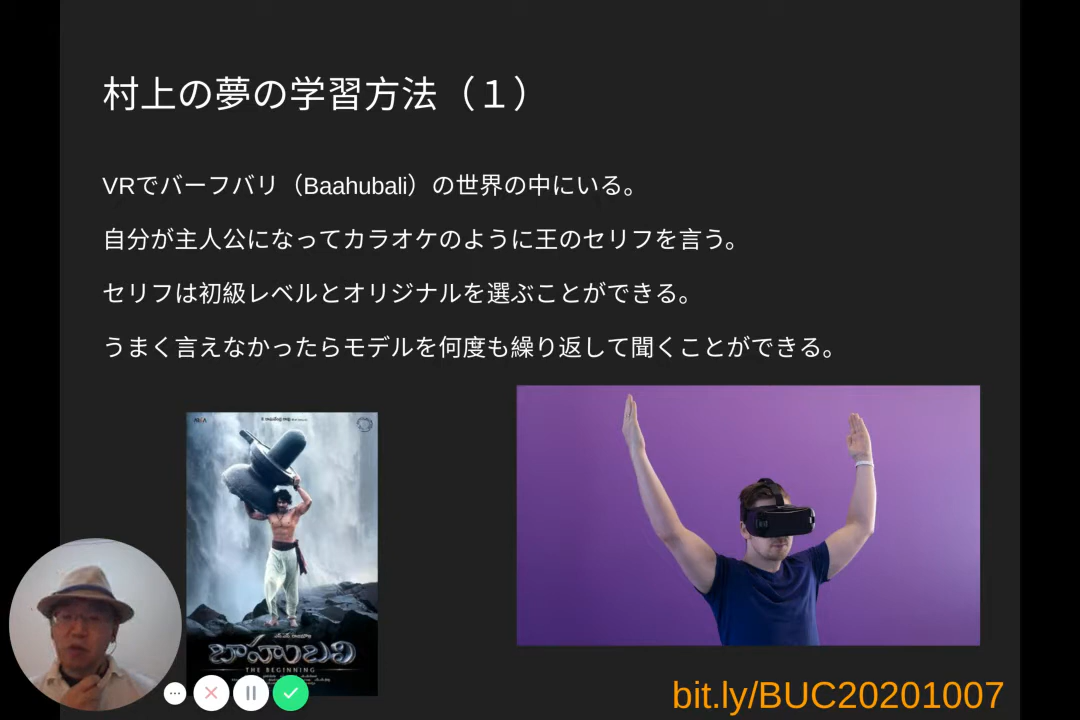 村上の夢の学習方法（１）
VRでバーフバリ（Baahubali）の世界の中にいる。
自分が主人公になってカラオケのように王のセリフを言う。
セリフは初級レベルとオリジナルを選ぶことができる。
うまく言えなかったらモデルを何度も繰り返して聞くことができる。
బాహుబలి
THE BEGINNING
bit.ly/BUC20201007